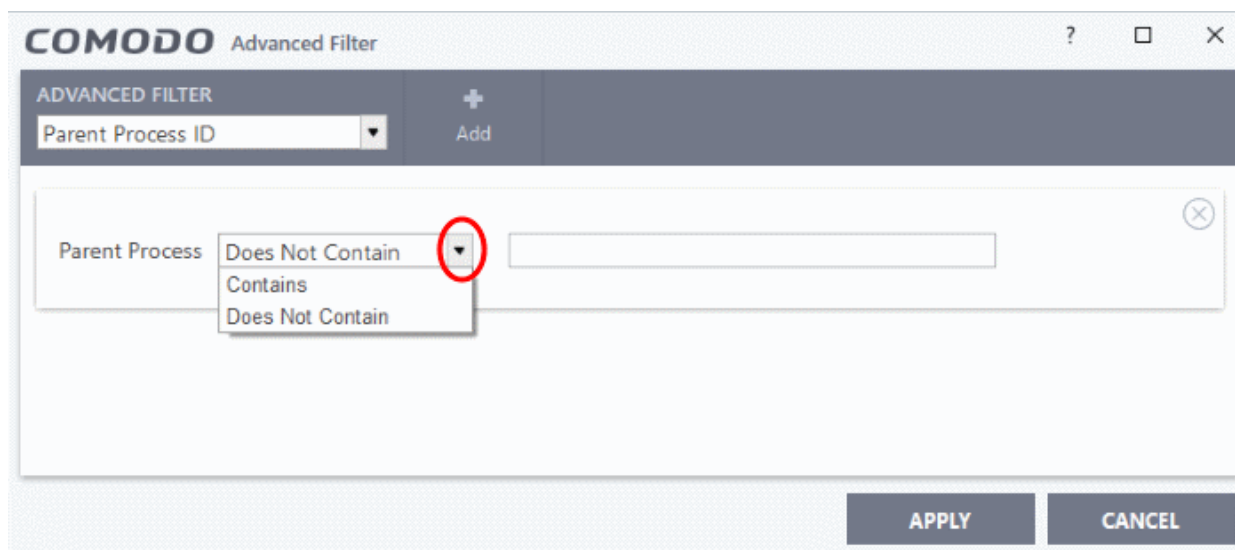 COMODO Advanced Filter ?
ADVANCED FILTER
Parent Process ID
Add
Parent Process Does Not Contain
Contains
Does Not Contain
APPLY CANCEL